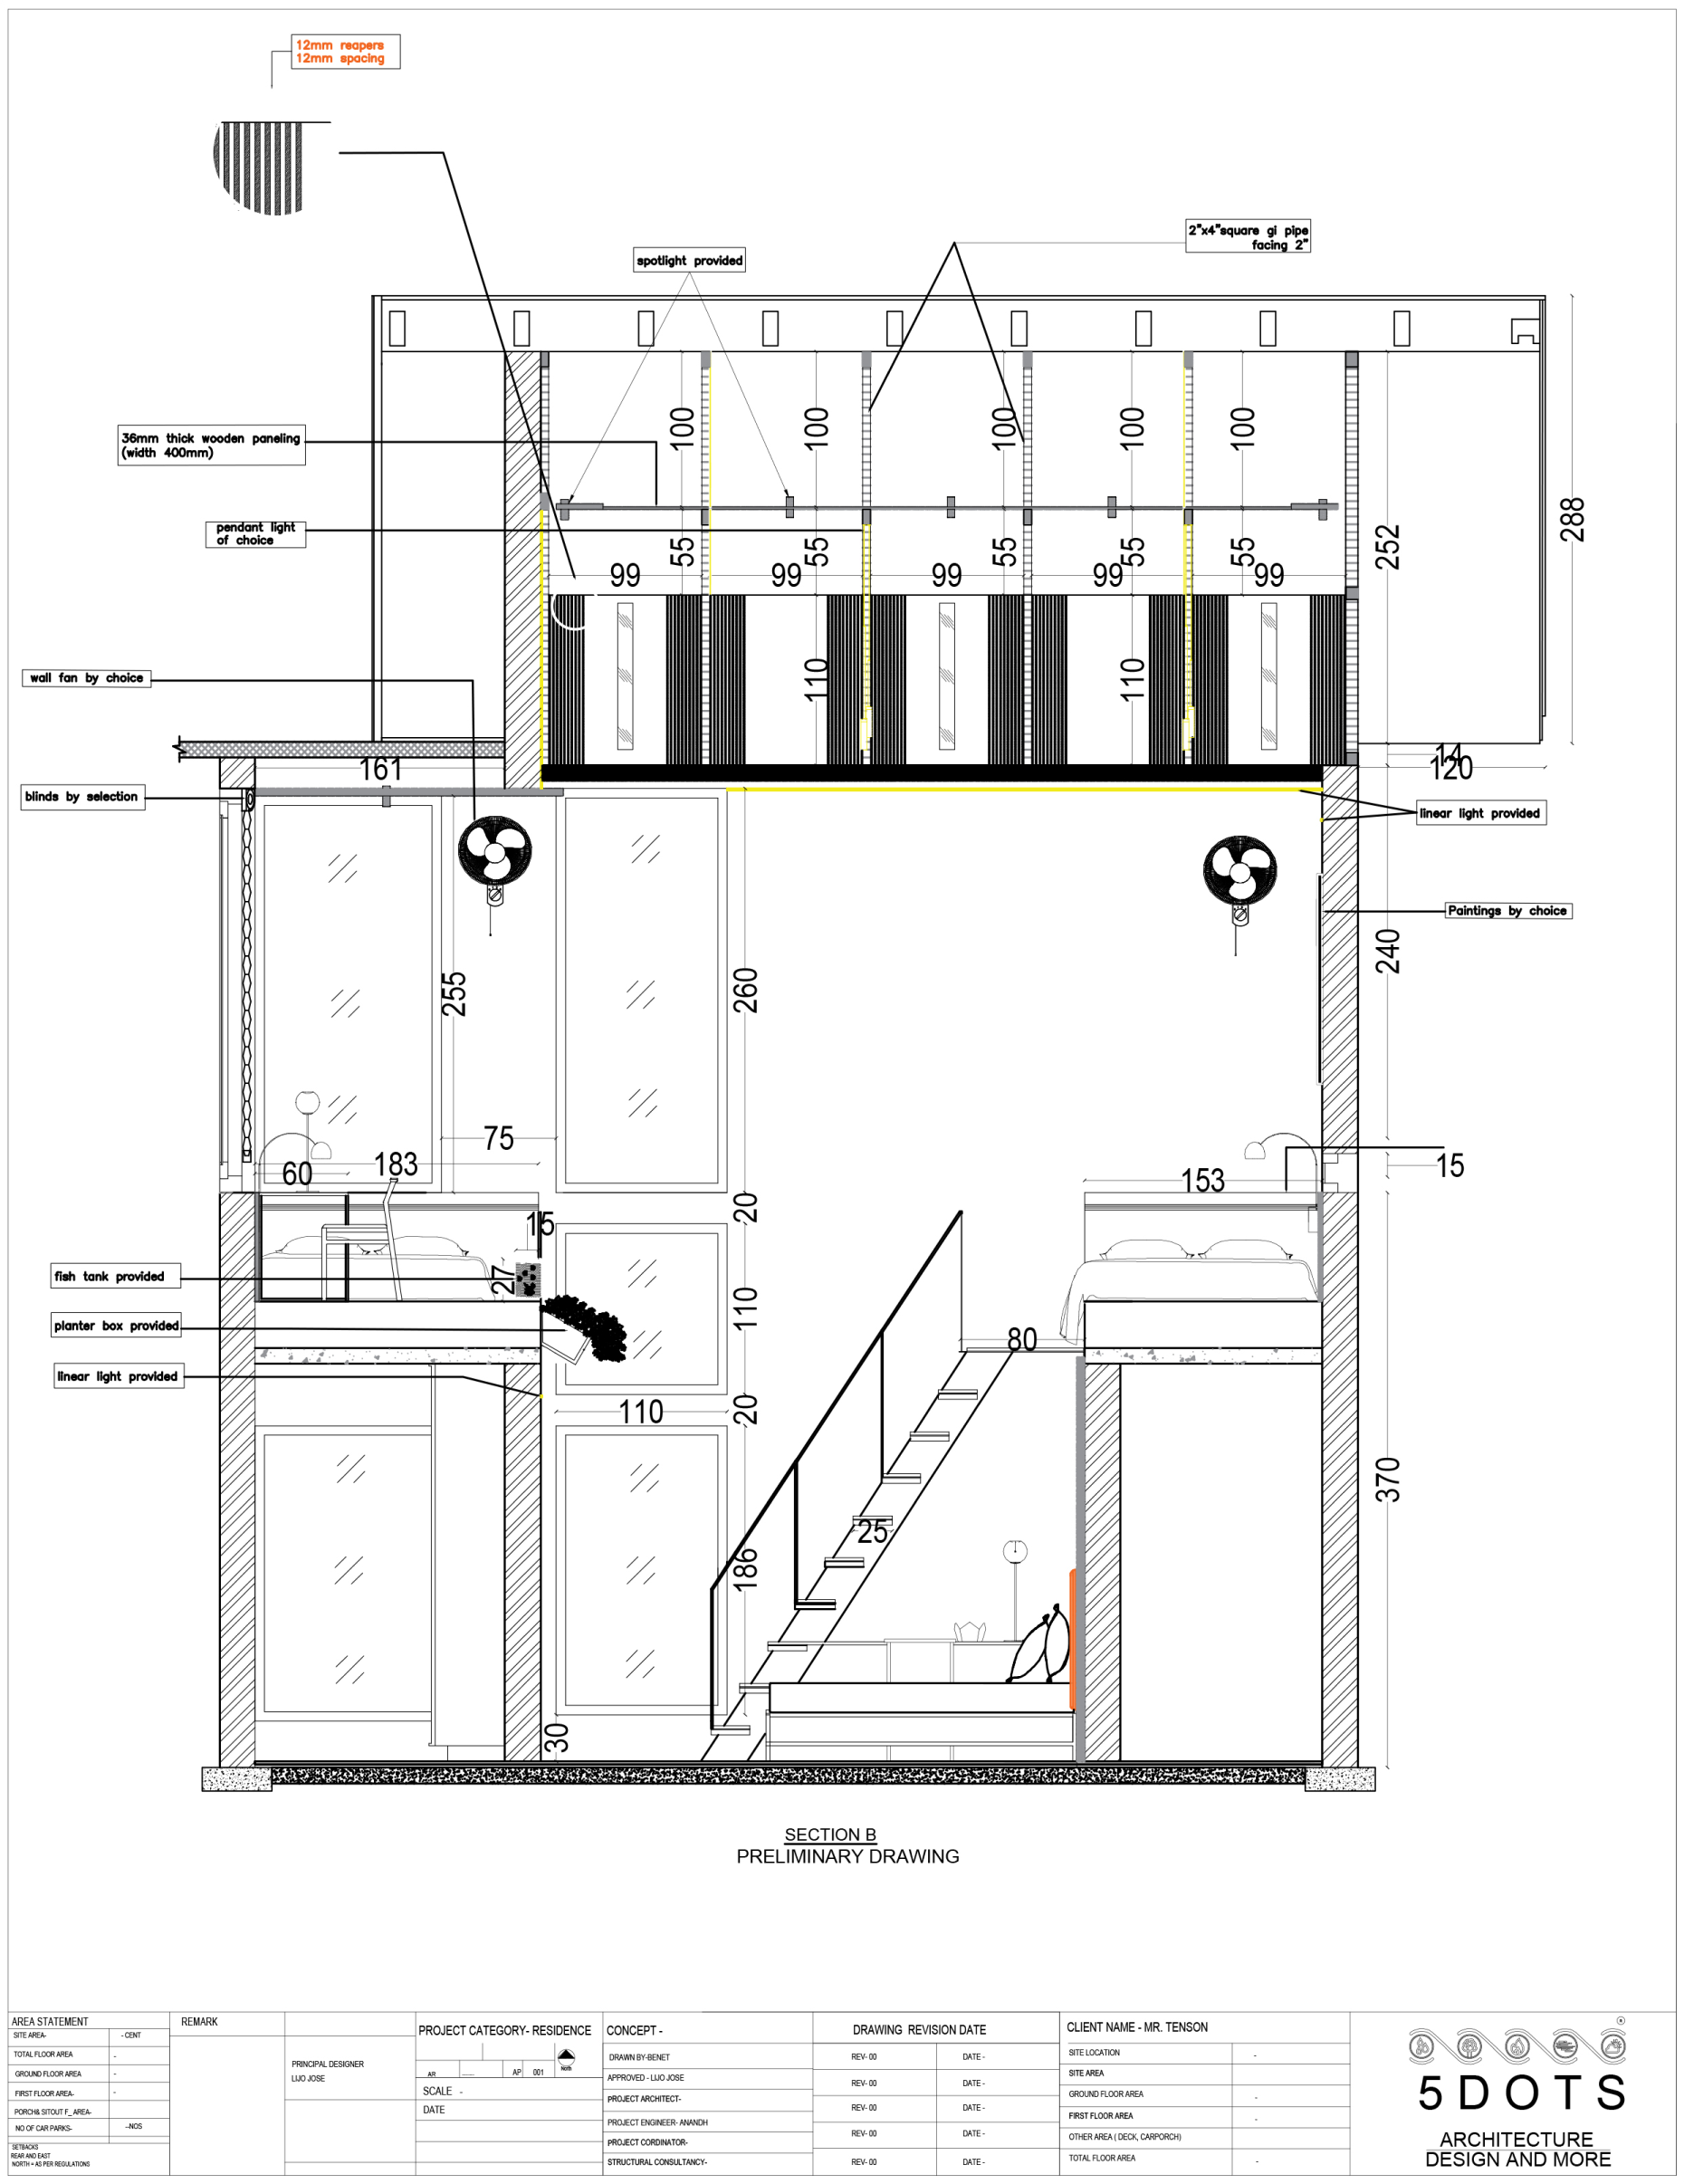 12mm reapers
12mm spacing
2"x4"square gi pipe
facing 2"
spotlight provided
36mm thick wooden paneling
(width 400mm)
pendant light
of choice
100
100
100
100
100
288
252
55
55
55
55
55
99
99
99
99
99
110
110
wall fan by choice
14
120
161
blinds by selection
linear light provided
Paintings by choice
240
255
260
75
183
60
15
153
20
15
27
fish tank provided
110
planter box provided
80
linear light provided
110
20
370
25
186
30
SECTION B
PRELIMINARY DRAWING
AREA STATEMENT
SITE AREA-
- CENT
TOTAL FLOOR AREA
-
GROUND FLOOR AREA
-
FIRST FLOOR AREA-
-
PORCH& SITOUT F_ AREA-
NO OF CAR PARKS-
--NOS
SETBACKS
REAR AND EAST
NORTH = AS PER REGULATIONS
REMARK
PRINCIPAL DESIGNER
LIJO JOSE
PROJECT CATEGORY- RESIDENCE
AR
AP
001
North
SCALE -
DATE
CONCEPT -
DRAWN BY-BENET
APPROVED - LIJO JOSE
PROJECT ARCHITECT-
PROJECT ENGINEER- ANANDH
PROJECT CORDINATOR-
STRUCTURAL CONSULTANCY-
DRAWING REVISION DATE
REV- 00
DATE -
REV- 00
DATE -
REV- 00
DATE -
REV- 00
DATE -
REV- 00
DATE -
CLIENT NAME - MR. TENSON
SITE LOCATION
-
SITE AREA
GROUND FLOOR AREA
-
FIRST FLOOR AREA
-
OTHER AREA ( DECK, CARPORCH)
TOTAL FLOOR AREA
-
®
5DOTS
ARCHITECTURE
DESIGN AND MORE